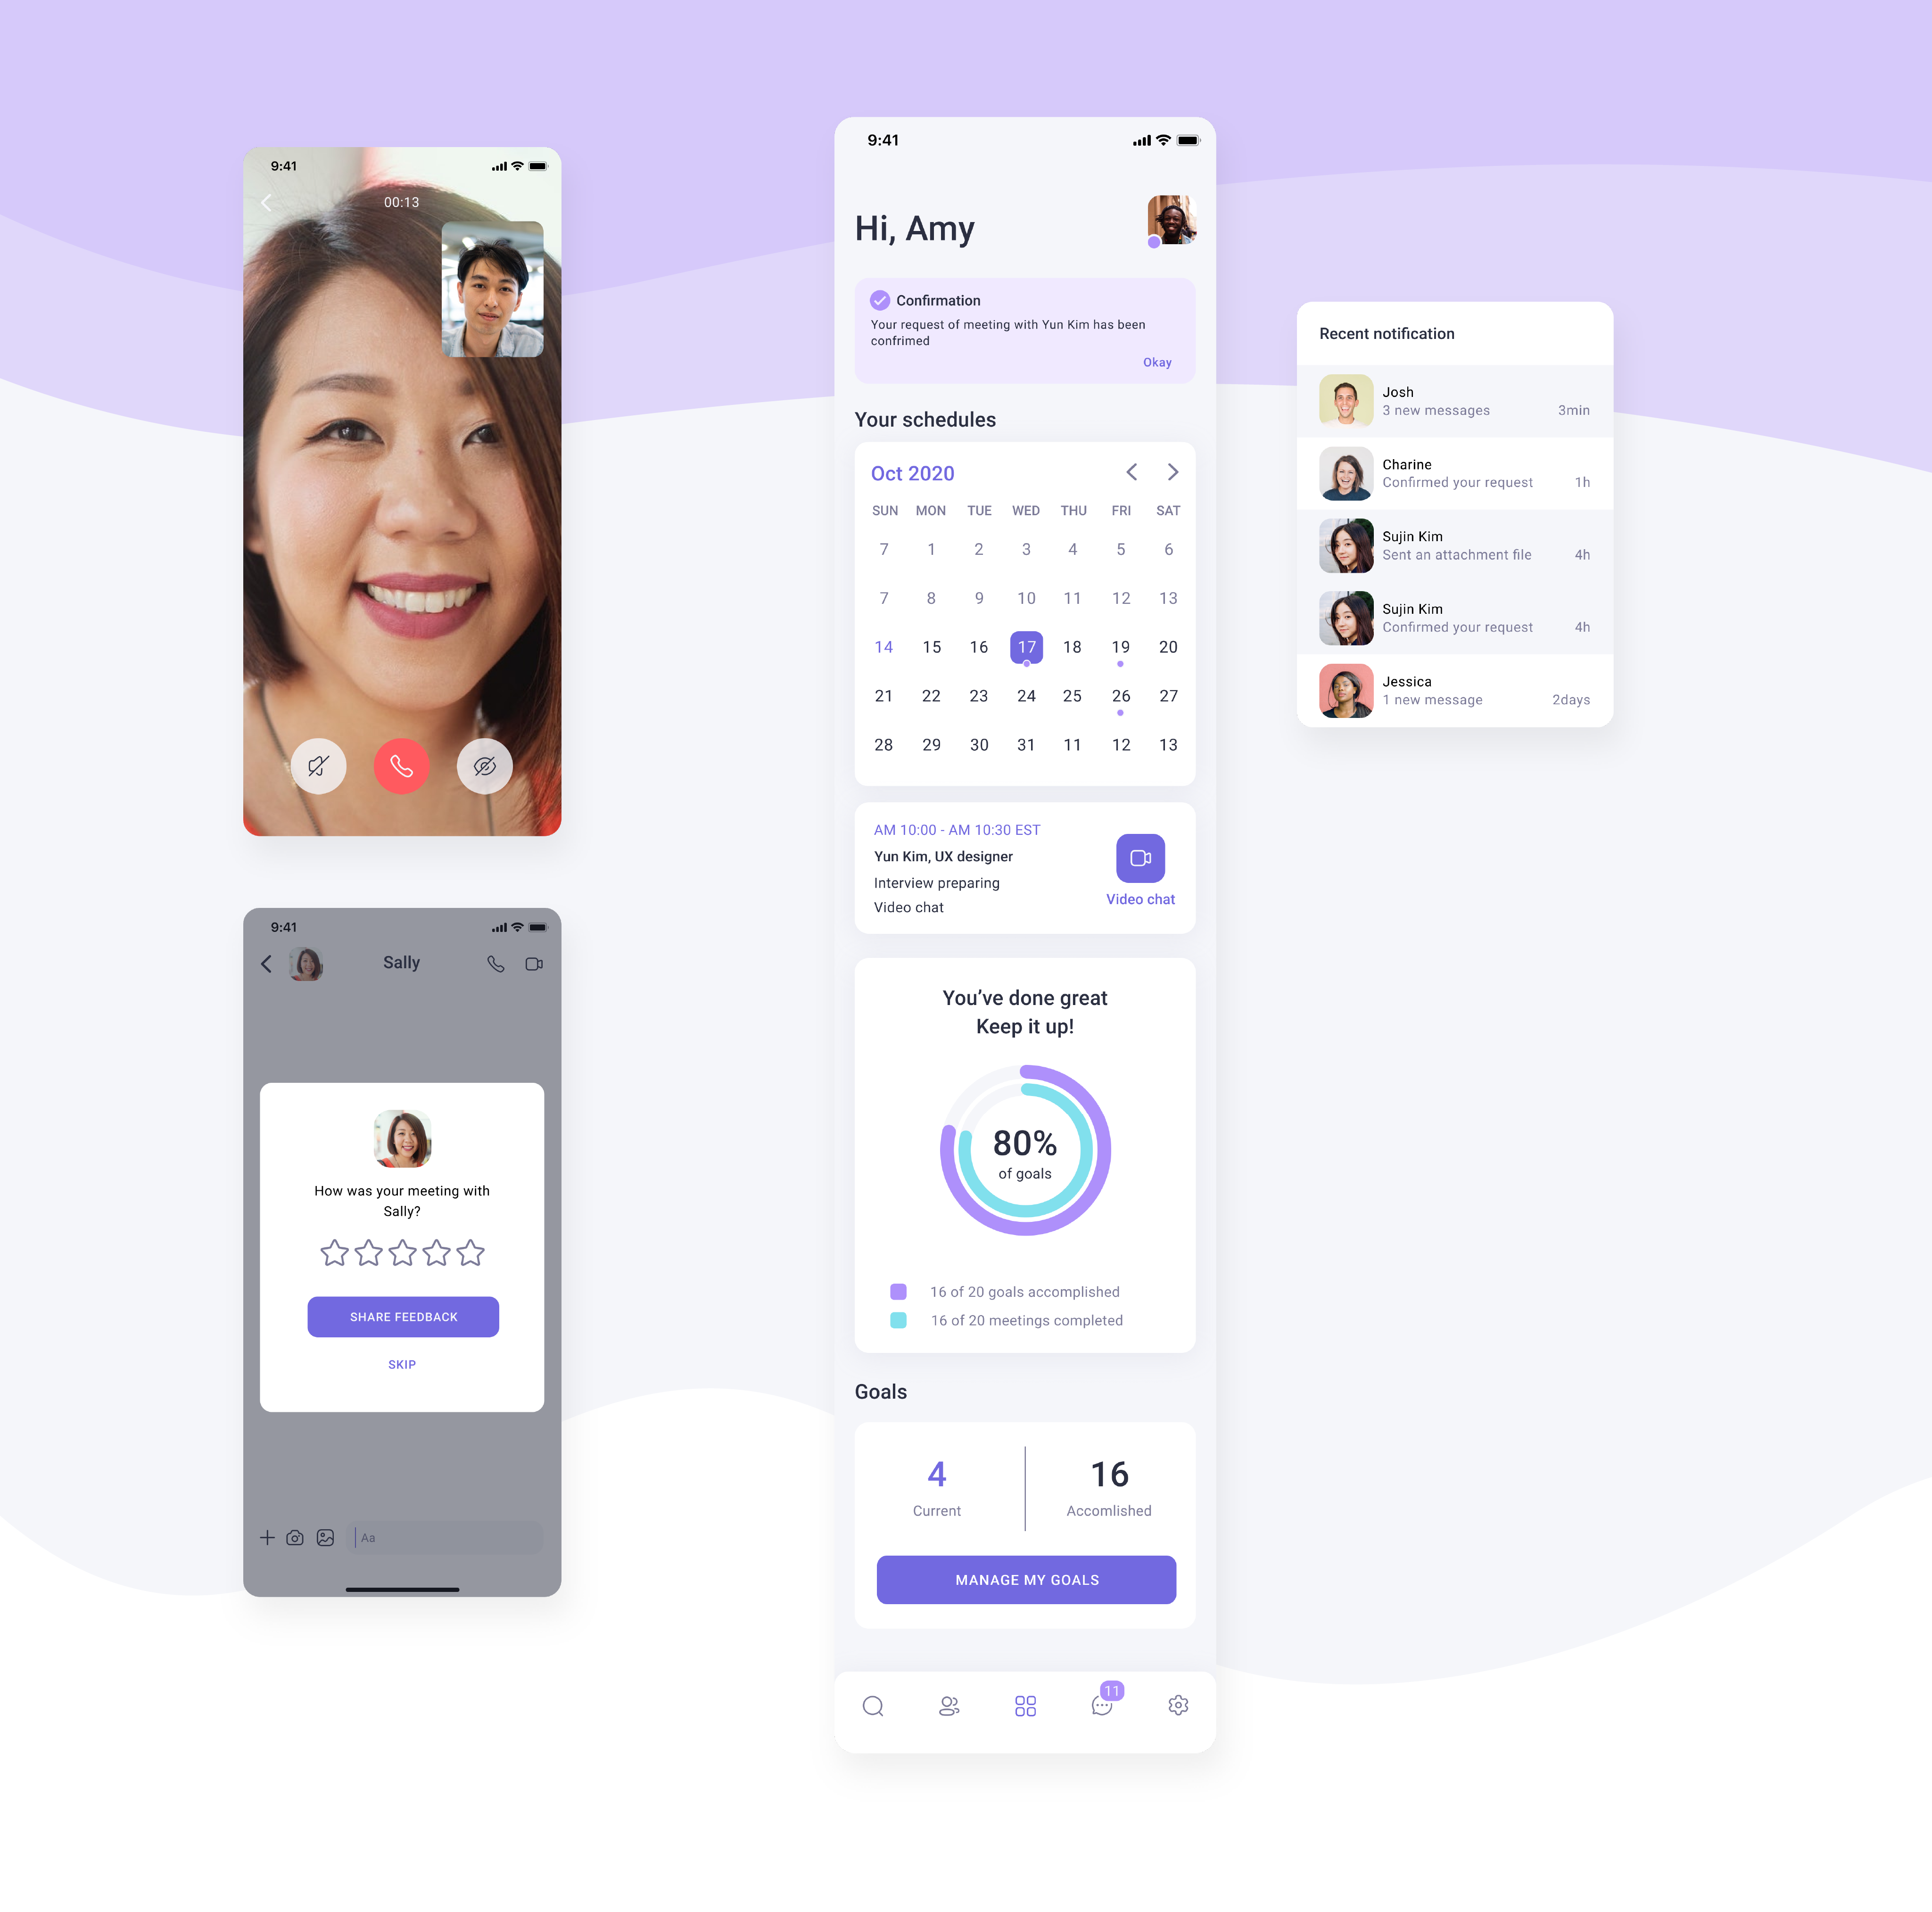 9:41
00:13
9:41
Sally
How was your meeting with
Sally?
SHARE FEEDBACK
SKIP
Aa
9:41
Hi, Amy
Confirmation
Your request of meeting with Yun Kim has been
confrimed
Okay
Your schedules
Oct 2020
SUN MON TUE WED THU FRI SAT
7 1 2 3 4 5 6
7 8 9 10 11 12 13
14 15 16 17 18 19 20
21 22 23 24 25 26 27
28 29 30 31 11 12 13
AM 10:00 - AM 10:30 EST
Yun Kim, UX designer
Interview preparing
Video chat
Video chat
You’ve done great
Keep it up!
80%
of goals
16 of 20 goals accomplished
16 of 20 meetings completed
Goals
4
Current
16
Accomlished
MANAGE MY GOALS
11
Recent notification
Josh
3 new messages 3min
Charine
Confirmed your request 1h
Sujin Kim
Sent an attachment file 4h
Sujin Kim
Confirmed your request 4h
Jessica
1 new message 2days